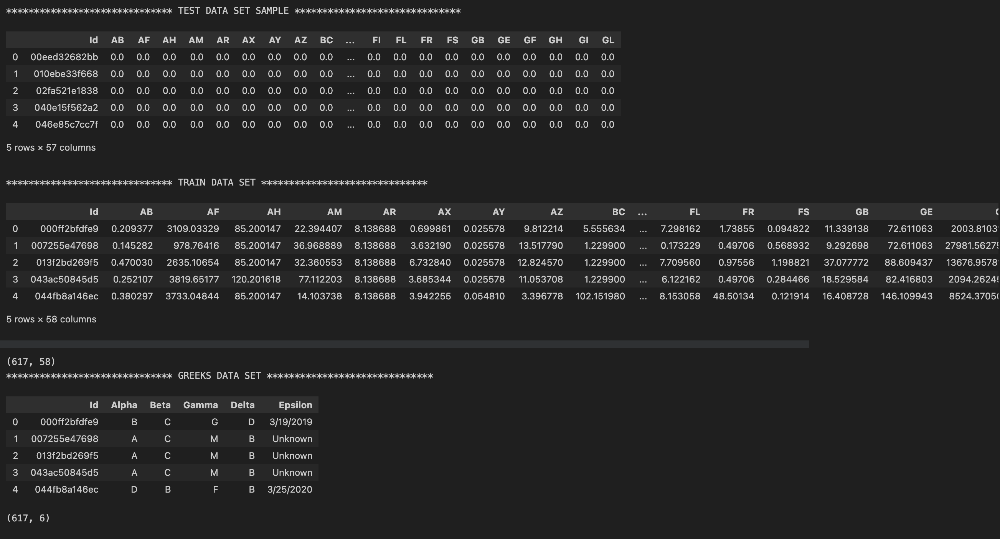 ****************************** TEST DATA SET SAMPLE ******************************
Id AB AF AH AM AR AX AY AZ BC ... FI FL FR FS GB GE GF GH GI GL
0 00eed32682bb 0.0 0.0 0.0 0.0 0.0 0.0 0.0 0.0 0.0 ... 0.0 0.0 0.0 0.0 0.0 0.0 0.0 0.0 0.0 0.0
1 010ebe33f668 0.0 0.0 0.0 0.0 0.0 0.0 0.0 0.0 0.0 ... 0.0 0.0 0.0 0.0 0.0 0.0 0.0 0.0 0.0 0.0
2 02fa521e1838 0.0 0.0 0.0 0.0 0.0 0.0 0.0 0.0 0.0 ... 0.0 0.0 0.0 0.0 0.0 0.0 0.0 0.0 0.0 0.0
3 040e15f562a2 0.0 0.0 0.0 0.0 0.0 0.0 0.0 0.0 0.0 ... 0.0 0.0 0.0 0.0 0.0 0.0 0.0 0.0 0.0 0.0
4 046e85c7cc7f 0.0 0.0 0.0 0.0 0.0 0.0 0.0 0.0 0.0 ... 0.0 0.0 0.0 0.0 0.0 0.0 0.0 0.0 0.0 0.0
5 rows × 57 columns
****************************** TRAIN DATA SET ******************************
Id AB AF AH AM AR AX AY AZ BC ... FL FR FS GB GE
0 000ff2bfdfe9 0.209377 3109.03329 85.200147 22.394407 8.138688 0.699861 0.025578 9.812214 5.555634 ... 7.298162 1.73855 0.094822 11.339138 72.611063 2003.8103
1 007255e47698 0.145282 978.76416 85.200147 36.968889 8.138688 3.632190 0.025578 13.517790 1.229900 ... 0.173229 0.49706 0.568932 9.292698 72.611063 27981.56275
2 013f2bd269f5 0.470030 2635.10654 85.200147 32.360553 8.138688 6.732840 0.025578 12.824570 1.229900 ... 7.709560 0.97556 1.198821 37.077772 88.609437 13676.9578
3 043ac50845d5 0.252107 3819.65177 120.201618 77.112203 8.138688 3.685344 0.025578 11.053708 1.229900 ... 6.122162 0.49706 0.284466 18.529584 82.416803 2094.2624
4 044fb8a146ec 0.380297 3733.04844 85.200147 14.103738 8.138688 3.942255 0.054810 3.396778 102.151980 ... 8.153058 48.50134 0.121914 16.408728 146.109943 8524.3705
5 rows × 58 columns
(617, 58)
****************************** GREEKS DATA SET ******************************
Id Alpha Beta Gamma Delta Epsilon
0 000ff2bfdfe9 B C G D 3/19/2019
1 007255e47698 A C M B Unknown
2 013f2bd269f5 A C M B Unknown
3 043ac50845d5 A C M B Unknown
4 044fb8a146ec D B F B 3/25/2020
(617, 6)